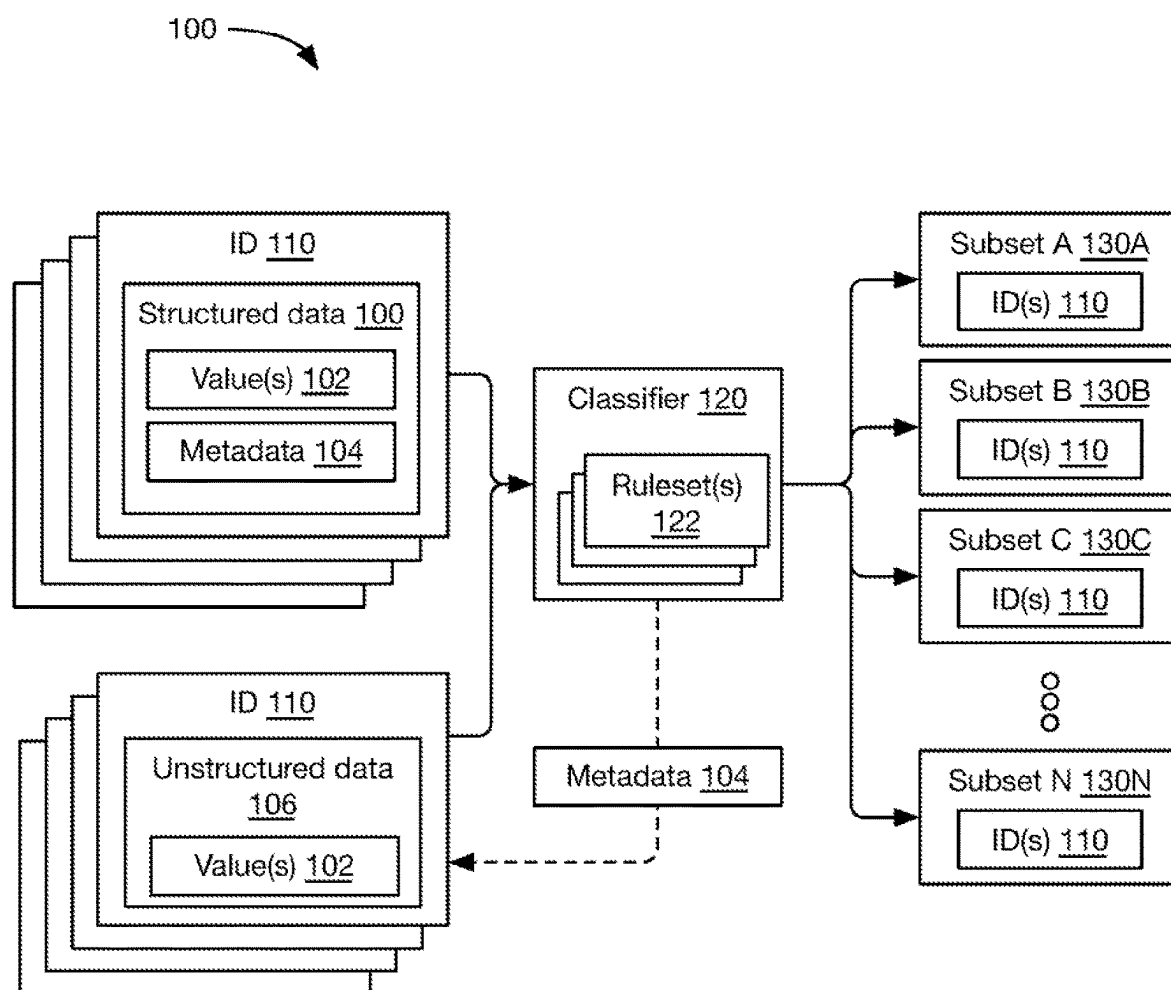 100
ID 110
Structured data 100
Value(s) 102
Metadata 104
ID 110
Unstructured data
106
Value(s) 102
Classifier 120
Ruleset(s)
122
Metadata 104
Subset A 130A
ID(s) 110
Subset B 130B
ID(s) 110
Subset C 130C
ID(s) 110
Subset N 130N
ID(s) 110